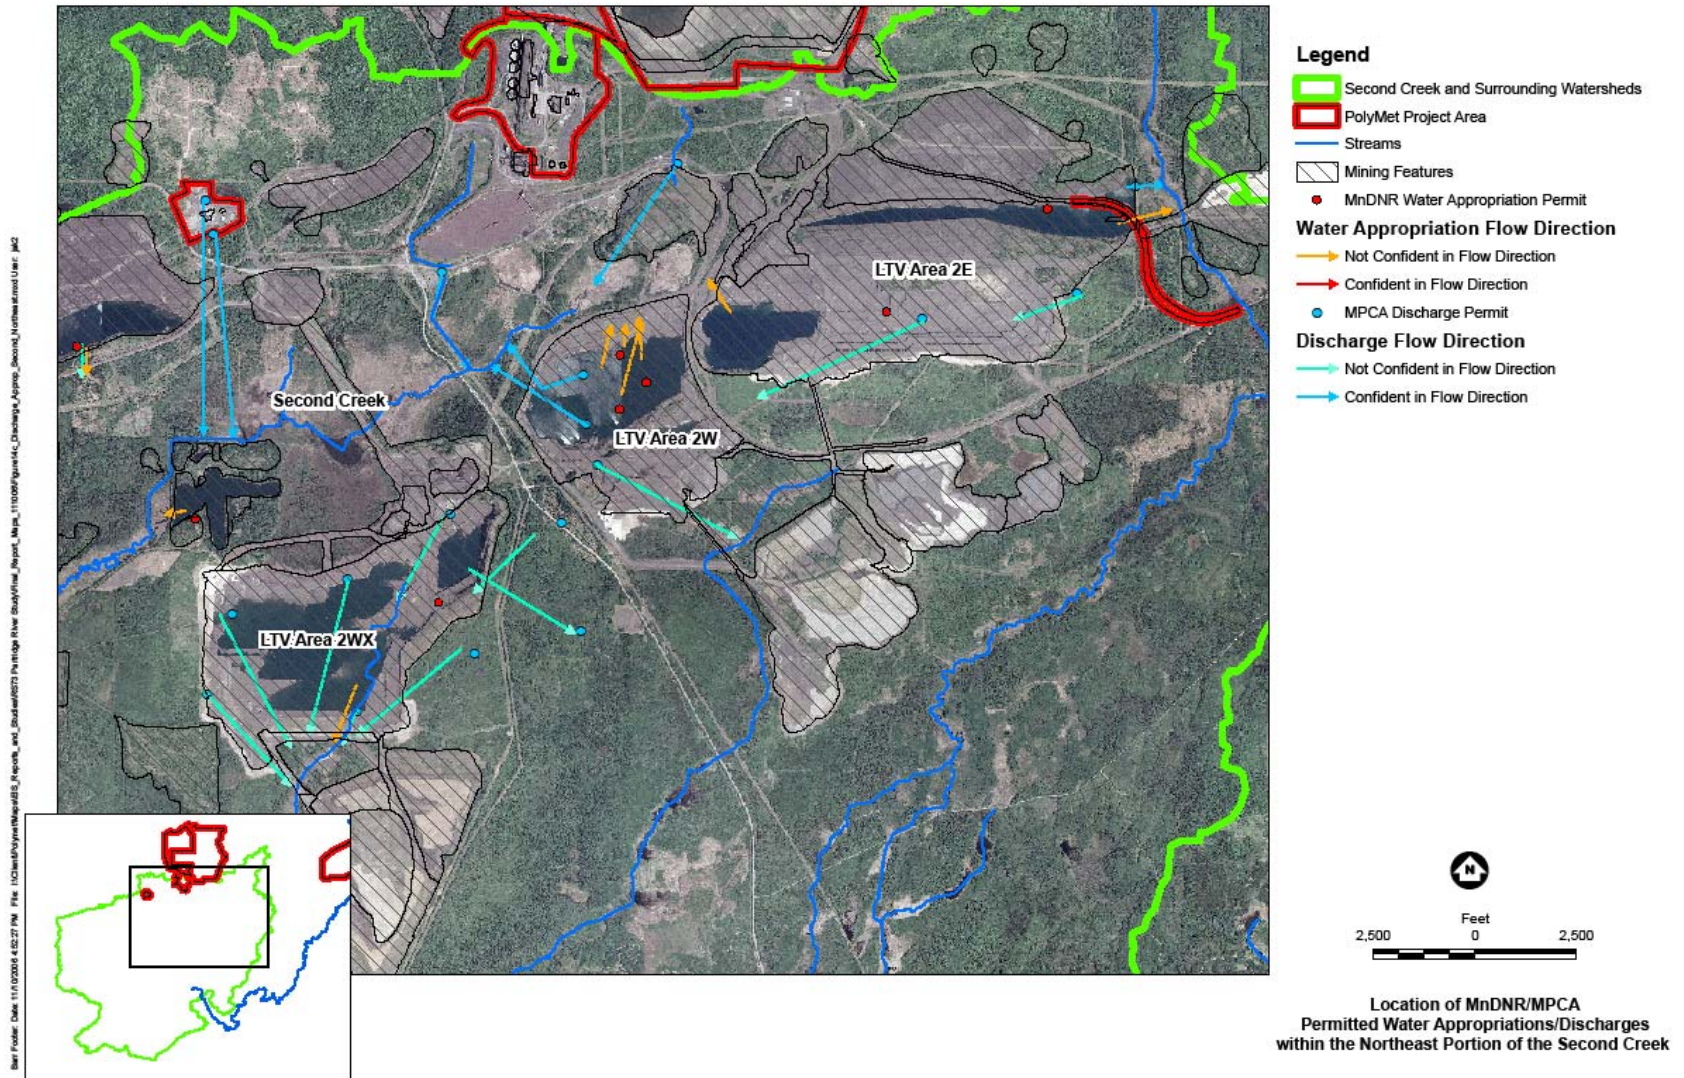 Legend
Second Creek and Surrounding Watersheds
PolyMet Project Area
Streams
Mining Features
MnDNR Water Appropriation Permit
Water Appropriation Flow Direction
Not Confident in Flow Direction
Confident in Flow Direction
MPCA Discharge Permit
Discharge Flow Direction
Not Confident in Flow Direction
Confident in Flow Direction
LTV Area 2E
Second Creek
LTV Area 2W
LTV Area 2WX
N
Feet
2,500 0 2,500
Location of MnDNR/MPCA
Permitted Water Appropriations/Discharges
within the Northeast Portion of the Second Creek